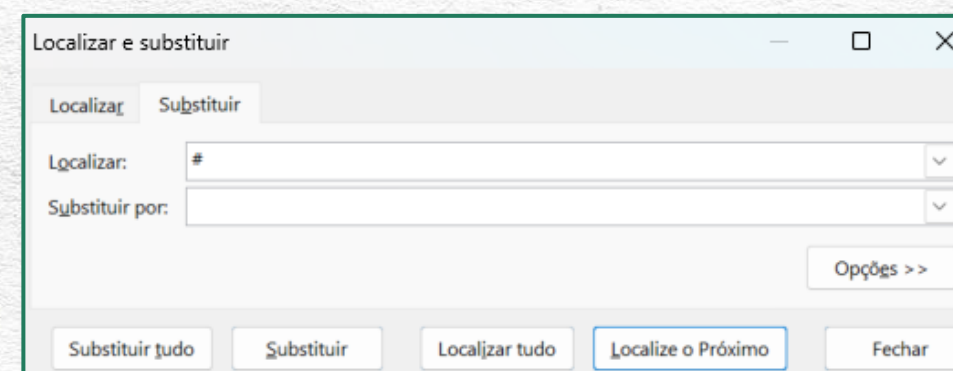 Localizar e substituir
Localizar Substituir
Localizar: #
Substituir por:
Opções >>
Substituir tudo Substituir Localizar tudo Localize o Próximo Fechar